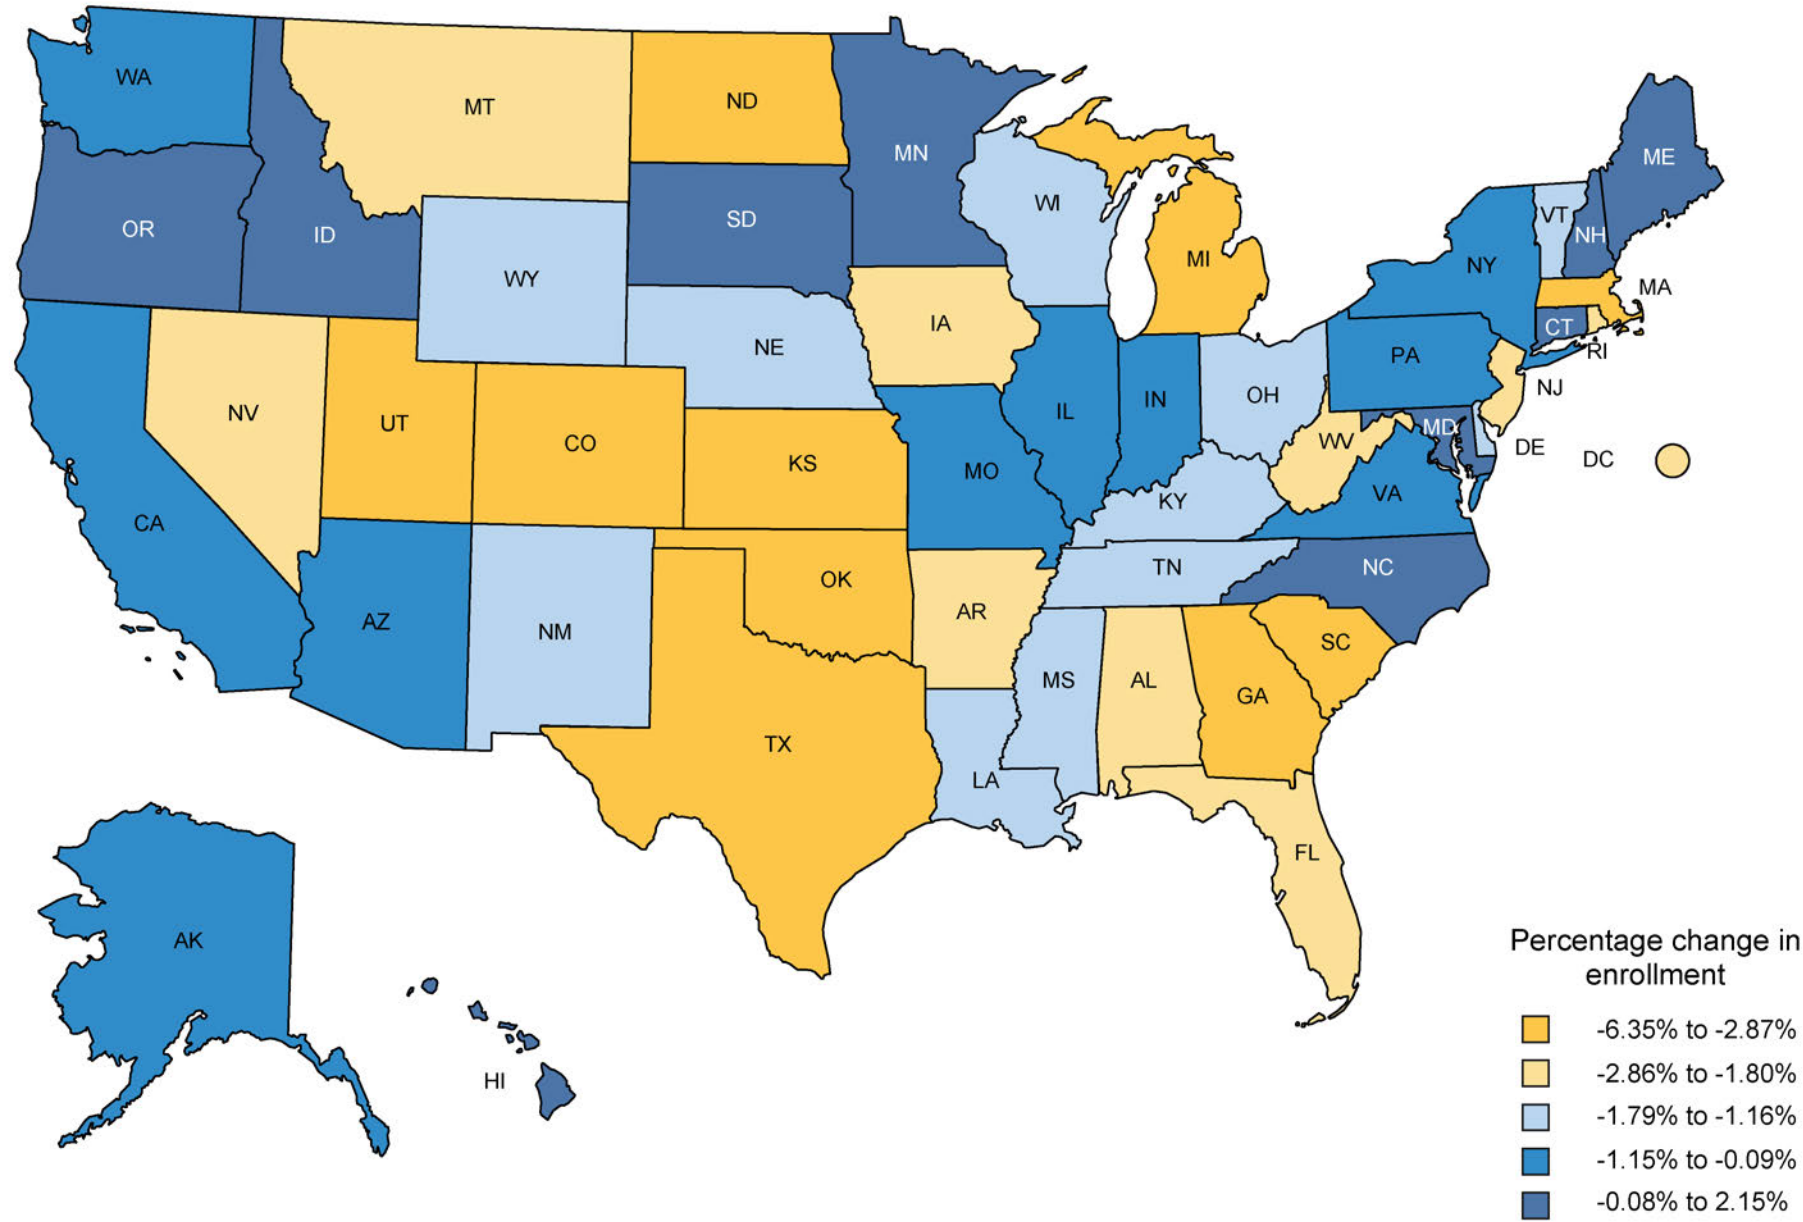 WA
MT
ND
MN
ME
OR
ID
SD
WI
VT
NH
WY
MI
NY
MA
NE
IA
CT
RI
PA
NJ
NV
UT
CO
KS
MO
IL
IN
OH
WV
MD
DE
DC
CA
KY
VA
AZ
NM
OK
AR
TN
NC
SC
MS
AL
GA
TX
LA
FL
AK
HI
Percentage change in
enrollment
-6.35% to -2.87%
-2.86% to -1.80%
-1.79% to -1.16%
-1.15% to -0.09%
-0.08% to 2.15%